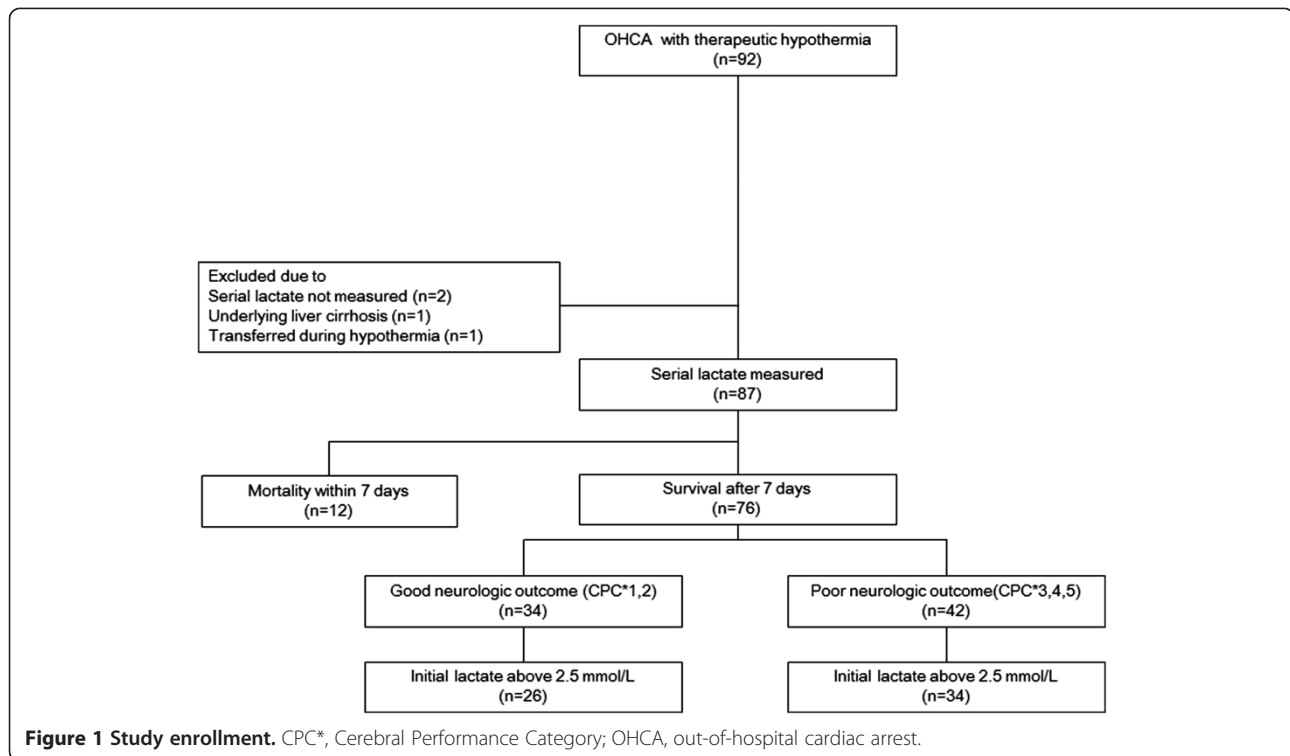 OHCA with therapeutic hypothermia
(n=92)
Excluded due to
Serial lactate not measured (n=2)
Underlying liver cirrhosis (n=1)
Transferred during hypothermia (n=1)
Serial lactate measured
(n=87)
Mortality within 7 days
(n=12)
Survival after 7 days
(n=76)
Good neurologic outcome (CPC*1,2)
(n=34)
Poor neurologic outcome(CPC*3,4,5)
(n=42)
Initial lactate above 2.5 mmol/L
(n=26)
Initial lactate above 2.5 mmol/L
(n=34)
Figure 1 Study enrollment. CPC*, Cerebral Performance Category; OHCA, out-of-hospital cardiac arrest.